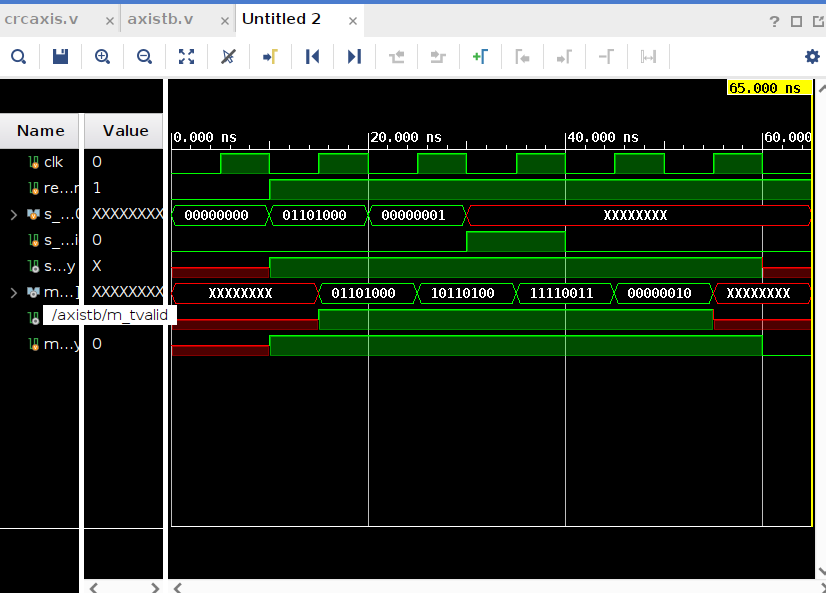 crcaxis.v × axistb.v × Untitled 2 ×
?
65.000 ns
Name Value
0.000 ns 20.000 ns 40.000 ns 60.000
clk 0
re... 1
s_... XXXXXXXX 00000000 01101000 00000001 XXXXXXXX
s_...i 0
s...y X
m...] XXXXXXXX XXXXXXXX 01101000 10110100 11110011 00000010 XXXXXXXX
/axistb/m_tvalid
m...y 0